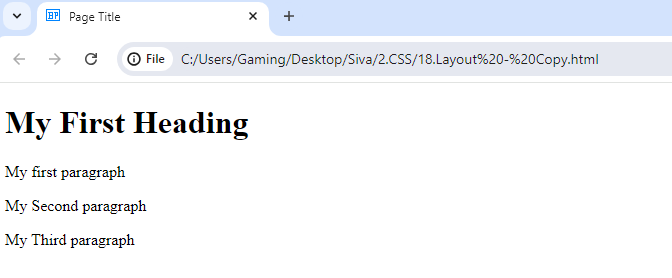 BP Page Title
File C:/Users/Gaming/Desktop/Siva/2.CSS/18.Layout%20-%20Copy.html
My First Heading
My first paragraph
My Second paragraph
My Third paragraph